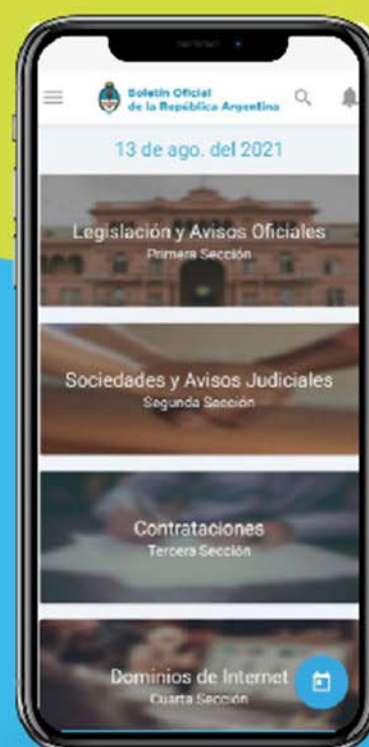 Boletín Oficial
de la República Argentina
13 de ago. del 2021
Legislación y Avisos Oficiales
Primera Sección
Sociedades y Avisos Judiciales
Segunda Sección
Contrataciones
Tercera Sección
Dominios de Internet
Cuarta Sección